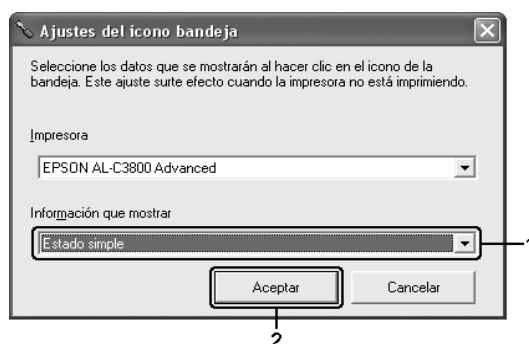 Ajustes del icono bandeja
Seleccione los datos que se mostrarán al hacer clic en el icono de la
bandeja. Este ajuste surte efecto cuando la impresora no está imprimiendo.
Impresora
EPSON AL-C3800 Advanced
Información que mostrar
Estado simple
1
Aceptar
Cancelar
2